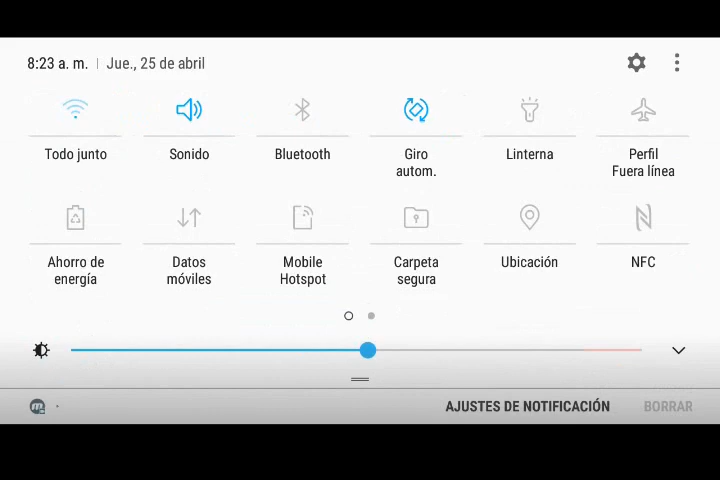 8:23 a. m. | Jue., 25 de abril
Todo junto
Sonido
Bluetooth
Giro
autom.
Linterna
Perfil
Fuera línea
Ahorro de
energía
Datos
móviles
Mobile
Hotspot
Carpeta
segura
Ubicación
NFC
AJUSTES DE NOTIFICACIÓN
BORRAR